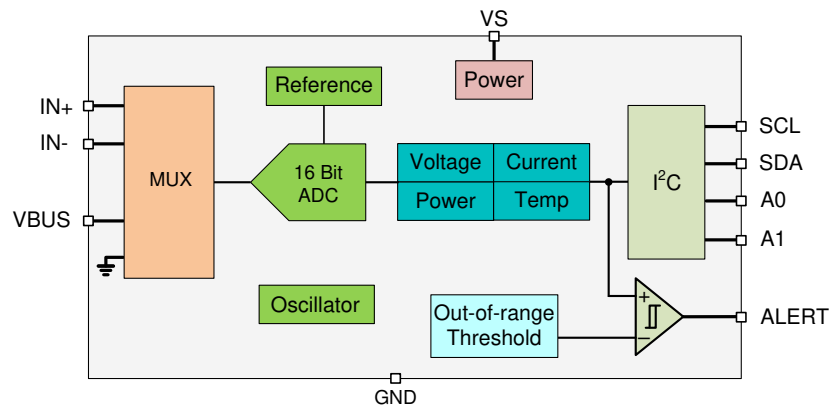 VS
Power
Reference
IN+
IN-
VBUS
MUX
16 Bit
ADC
Voltage
Current
Power
Temp
I²C
SCL
SDA
A0
A1
Oscillator
Out-of-range
Threshold
+
−
ALERT
GND